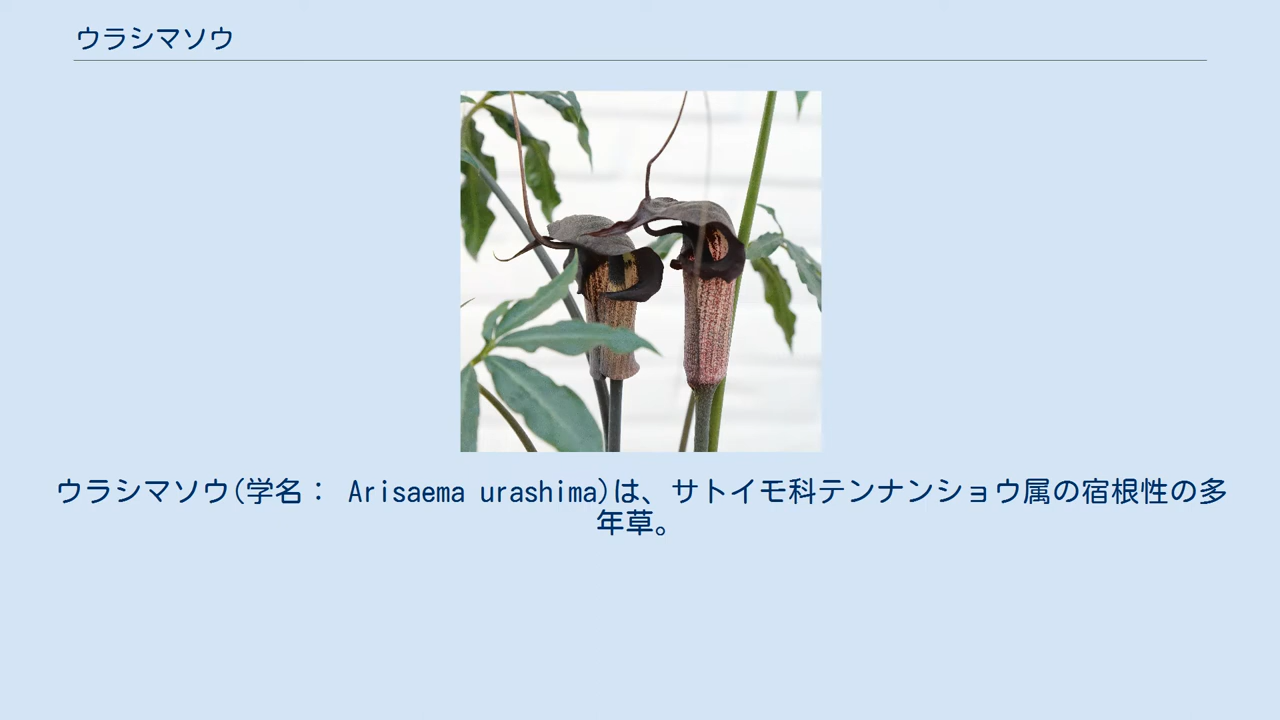 ウラシマソウ
ウラシマソウ(学名： Arisaema urashima)は、サトイモ科テンナンショウ属の宿根性の多
年草。